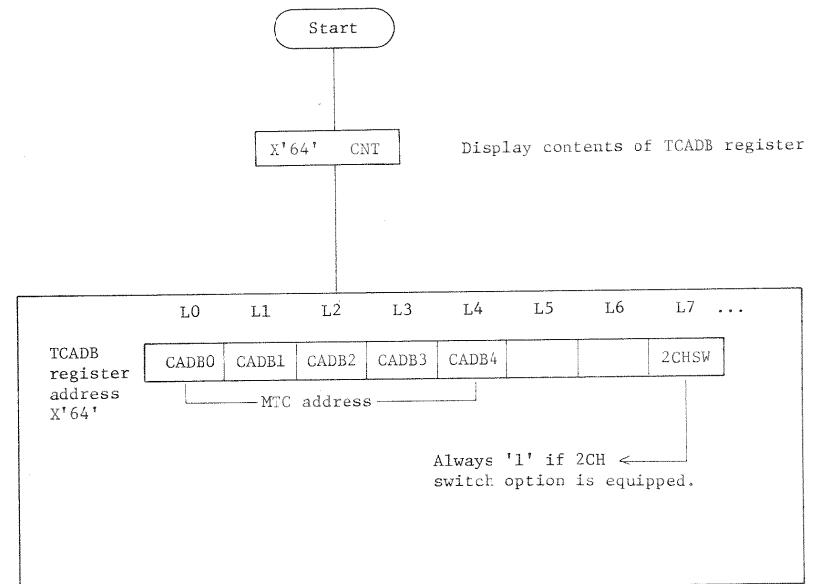 Start
X'64' CNT
Display contents of TCADB register
L0 L1 L2 L3 L4 L5 L6 L7 ...
TCADB
register
address
X'64'
CADB0 CADB1 CADB2 CADB3 CADB4 2CHSW
MTC address
Always '1' if 2CH
switch option is equipped.